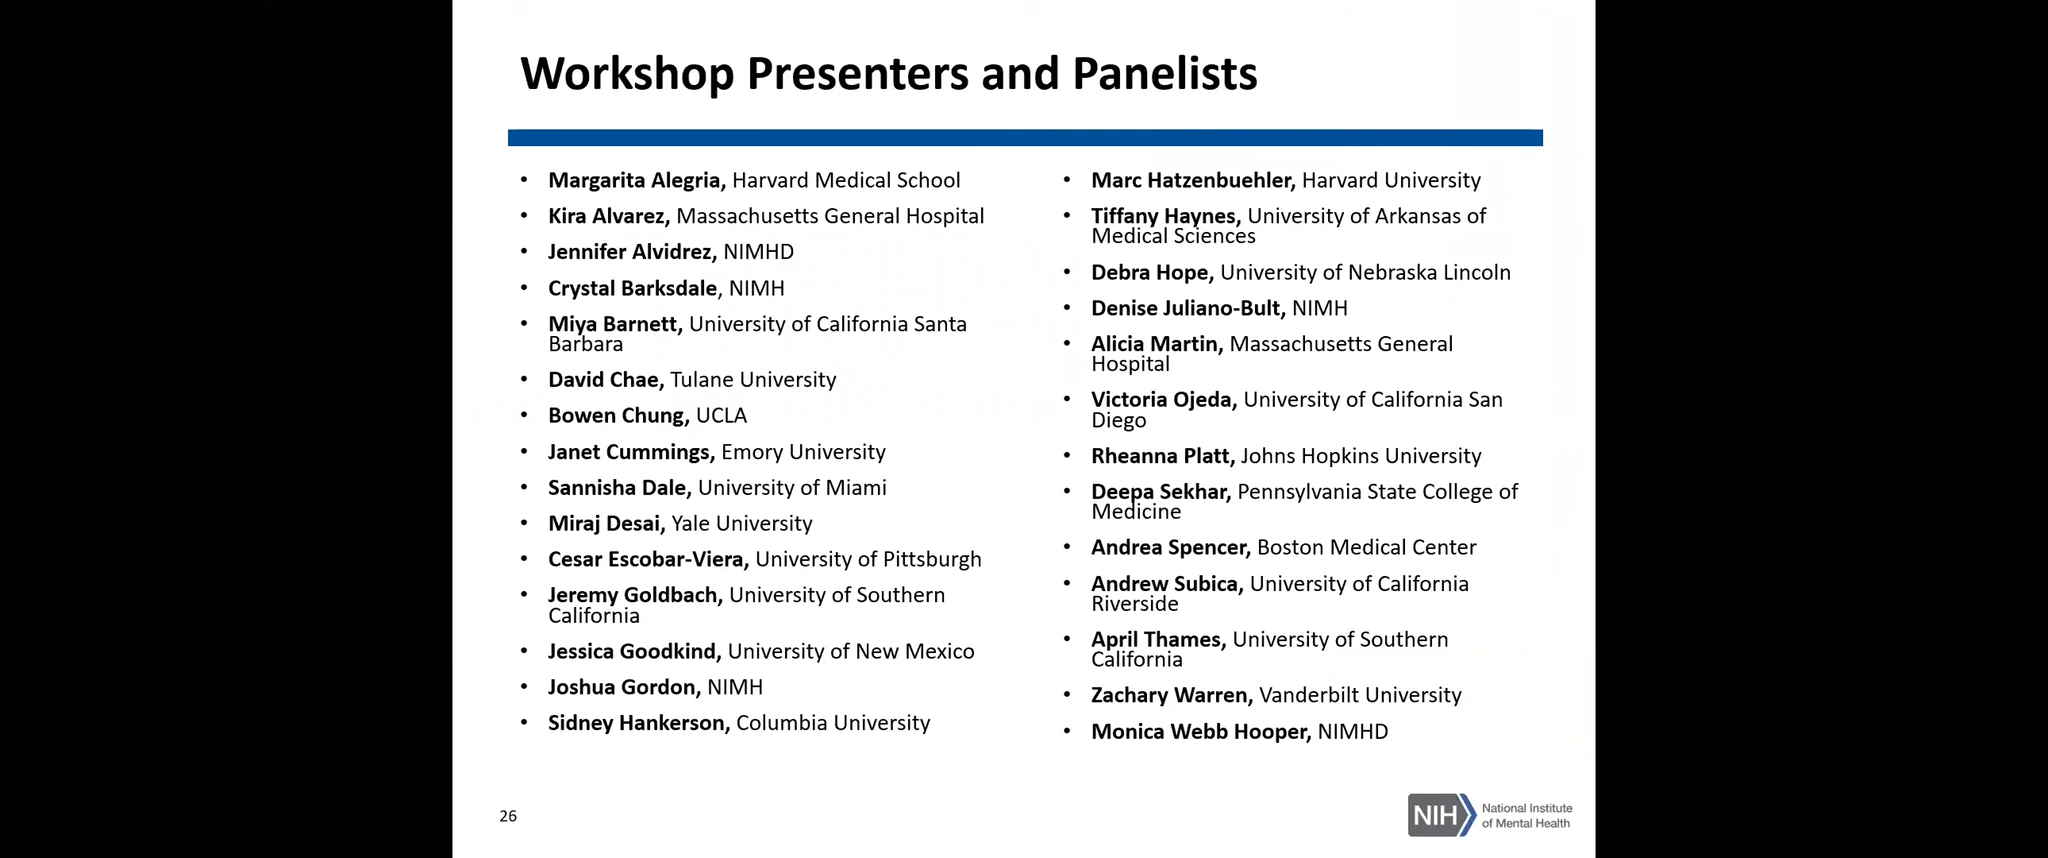 Workshop Presenters and Panelists
• Margarita Alegria, Harvard Medical School
• Kira Alvarez, Massachusetts General Hospital
• Jennifer Alvidrez, NIMHD
• Crystal Barksdale, NIMH
• Miya Barnett, University of California Santa
Barbara
• David Chae, Tulane University
• Bowen Chung, UCLA
• Janet Cummings, Emory University
• Sannisha Dale, University of Miami
• Miraj Desai, Yale University
• Cesar Escobar-Viera, University of Pittsburgh
• Jeremy Goldbach, University of Southern
California
• Jessica Goodkind, University of New Mexico
• Joshua Gordon, NIMH
• Sidney Hankerson, Columbia University
• Marc Hatzenbuehler, Harvard University
• Tiffany Haynes, University of Arkansas of
Medical Sciences
• Debra Hope, University of Nebraska Lincoln
• Denise Juliano-Bult, NIMH
• Alicia Martin, Massachusetts General
Hospital
• Victoria Ojeda, University of California San
Diego
• Rheanna Platt, Johns Hopkins University
• Deepa Sekhar, Pennsylvania State College of
Medicine
• Andrea Spencer, Boston Medical Center
• Andrew Subica, University of California
Riverside
• April Thames, University of Southern
California
• Zachary Warren, Vanderbilt University
• Monica Webb Hooper, NIMHD
26
NIH National Institute
of Mental Health